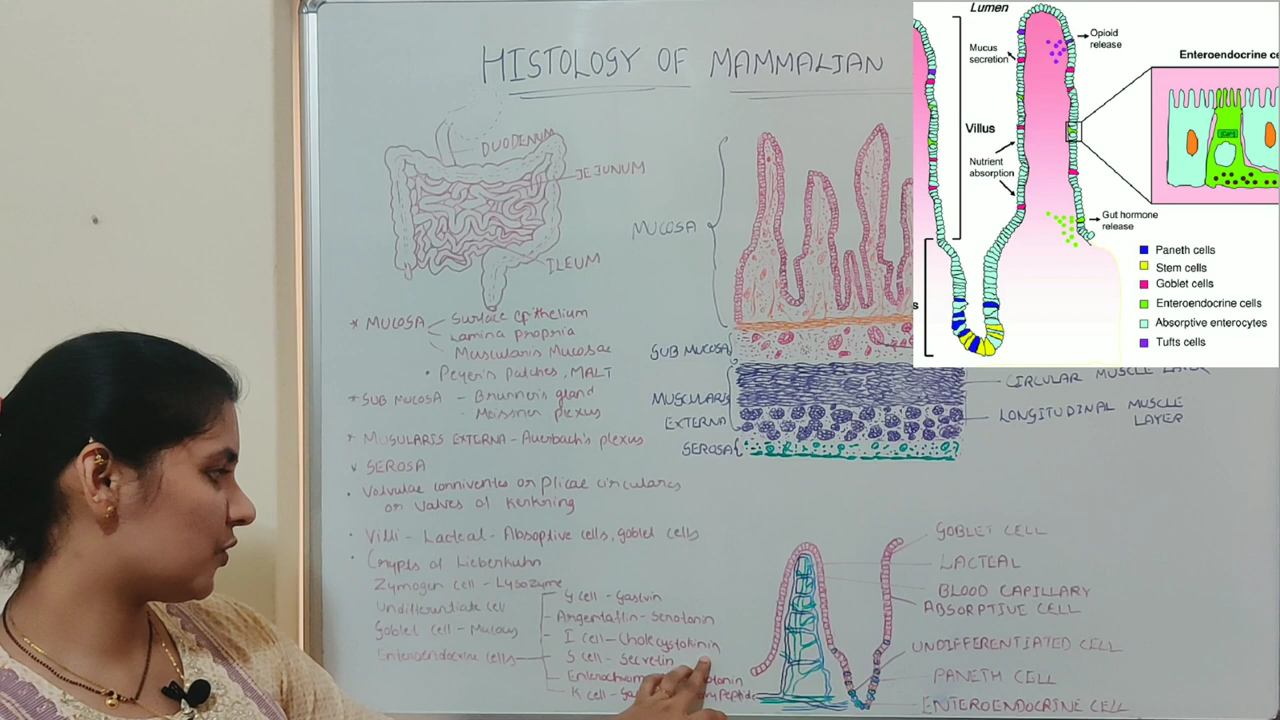 HISTOLOGY OF MAMMALIAN
DUODENUM
JEJUNUM
ILEUM
* MUCOSA
Surface epithelium
Lamina propria
Muscularis Mucosae
• Peyer's patches, MALT
* SUB MUCOSA - Brunner's gland
- Meissner plexus
* MUSULARIS EXTERNA - Auerbach's plexus
SEROSA
• Valvulae conniventes or plicae circulares
or valves of kerkring
• Villi - Lacteal - Absoptive cells, goblet cells
• Crypts of Lieberkuhn
Zymogen cell - Lysozyme
Undifferentiate cell
Goblet cell - Mucous
Enteroendocrine cells
G cell - Gastrin
Argentaffin - Serotonin
- I cell - Cholecystokinin
S cell - Secretin
K cell -
Peptide
MUCOSA
SUB MUCOSA
MUSCULARIS
EXTERNA
SEROSA
CIRCULAR MUSCLE LAYER
LONGITUDINAL MUSCLE
LAYER
GOBLET CELL
LACTEAL
BLOOD CAPILLARY
ABSORPTIVE CELL
UNDIFFERENTIATED CELL
PANETH CELL
ENTEROENDOCRINE CELL
Lumen
Mucus
secretion
Opioid
release
Enteroendocrine
Villus
Nutrient
absorption
Gut hormone
release
Paneth cells
Stem cells
Goblet cells
Enteroendocrine cells
Absorptive enterocytes
Tufts cells